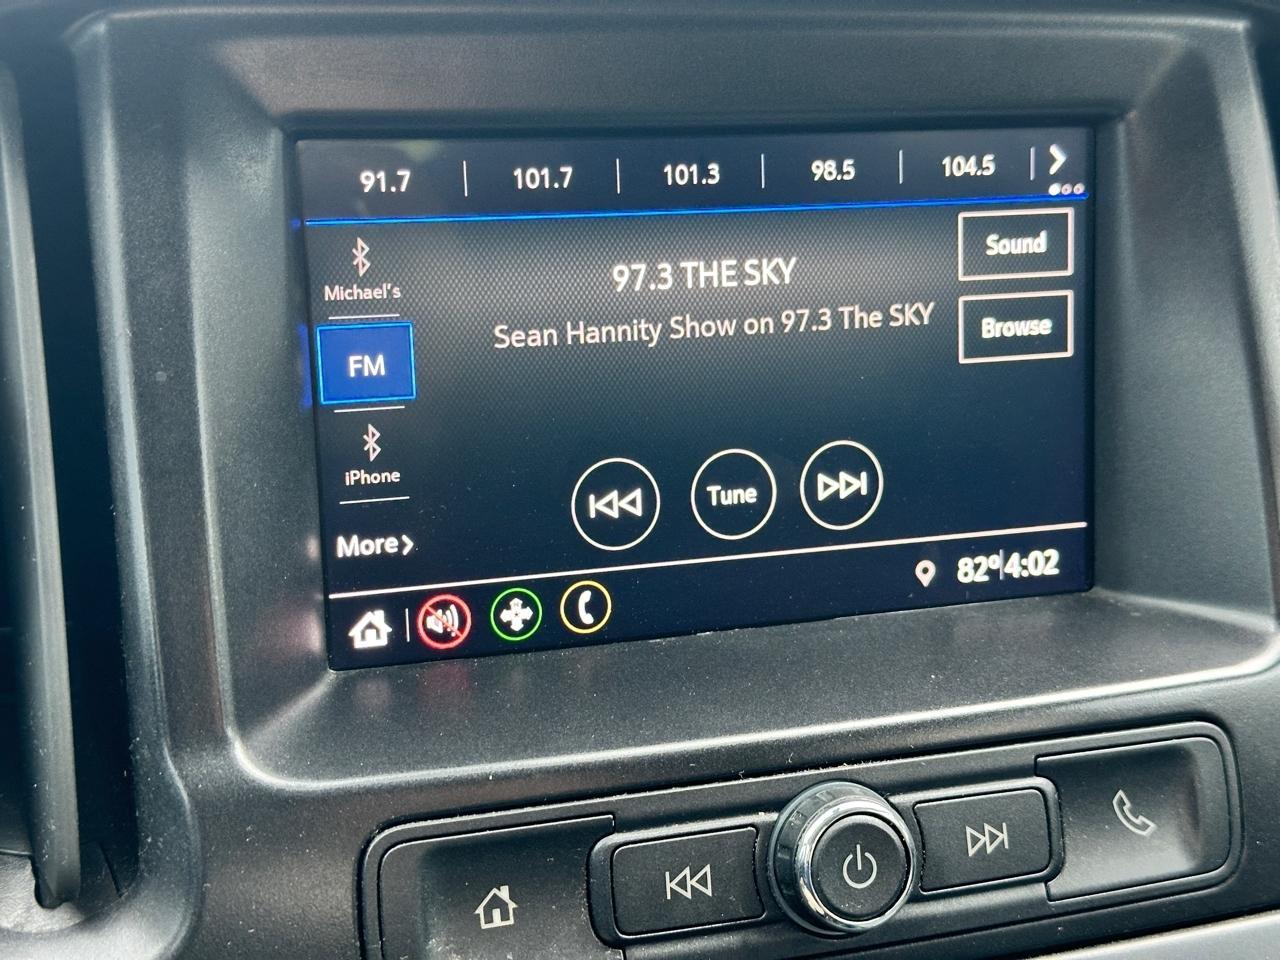 91.7 | 101.7 | 101.3 | 98.5 | 104.5
Michael's
FM
iPhone
More
97.3 THE SKY
Sean Hannity Show on 97.3 The SKY
Sound
Browse
Tune
82° 4:02